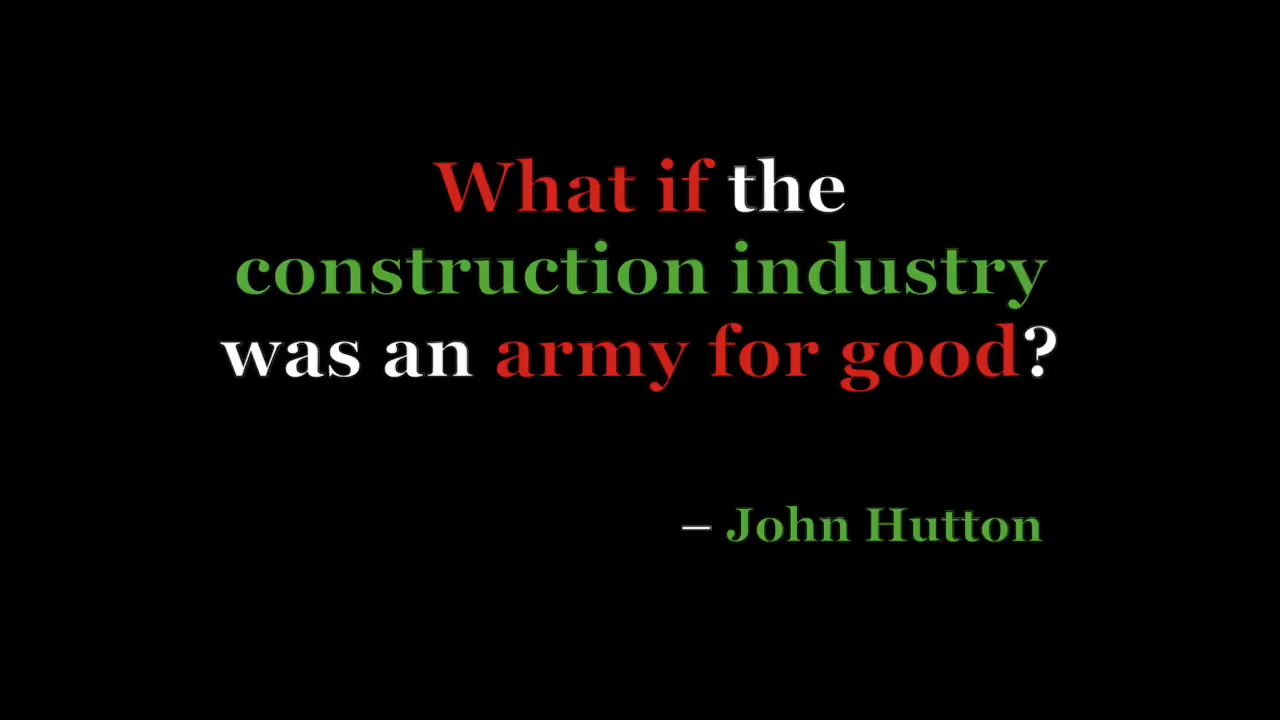 What if the
construction industry
was an army for good?
– John Hutton